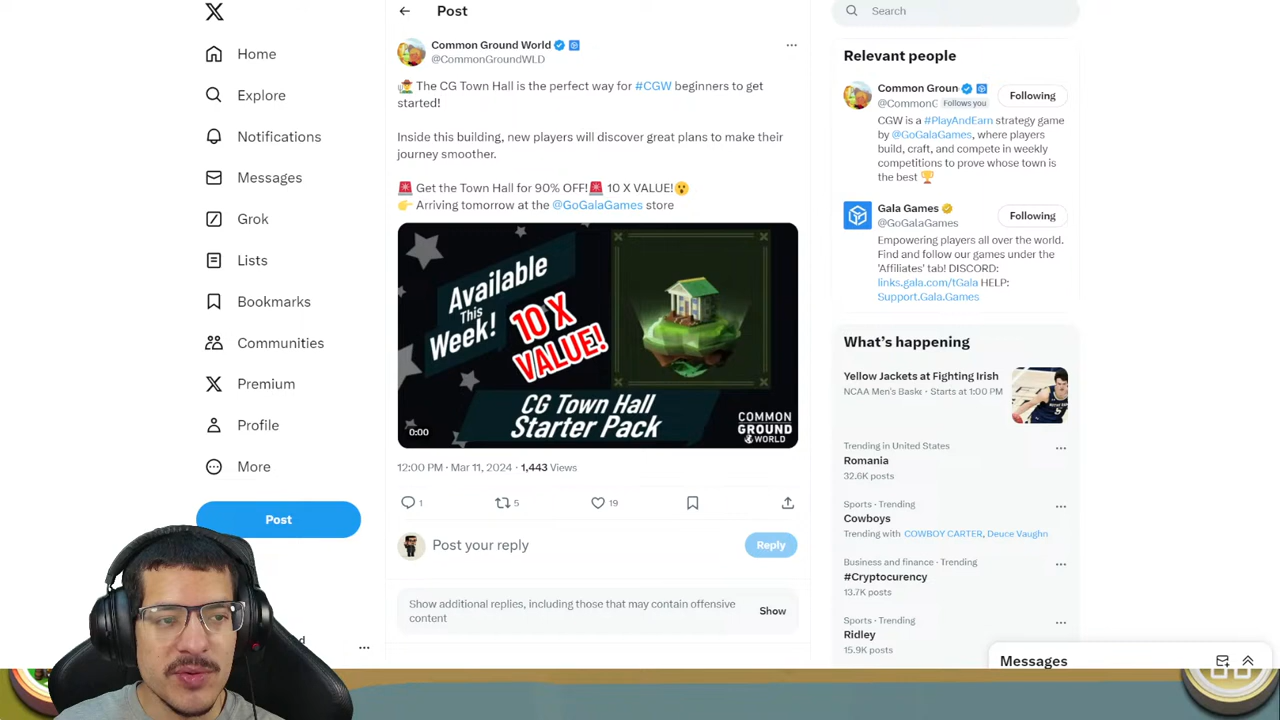 Home
Explore
Notifications
Messages
Grok
Lists
Bookmarks
Communities
Premium
Profile
More
Post
Post
Common Ground World
@CommonGroundWLD
The CG Town Hall is the perfect way for #CGW beginners to get
started!
Inside this building, new players will discover great plans to make their
journey smoother.
🚨 Get the Town Hall for 90% OFF!🚨 10 X VALUE!😮
👉 Arriving tomorrow at the @GoGalaGames store
Available
This
Week!
10 X
VALUE!
CG Town Hall
Starter Pack
COMMON
GROUND
WORLD
0:00
12:00 PM · Mar 11, 2024 · 1,443 Views
1
5
19
Post your reply
Reply
Show additional replies, including those that may contain offensive
content
Show
Search
Relevant people
Common Groun
Following
@CommonC Follows you
CGW is a #PlayAndEarn strategy game
by @GoGalaGames, where players
build, craft, and compete in weekly
competitions to prove whose town is
the best 🏆
Gala Games
Following
@GoGalaGames
Empowering players all over the world.
Find and follow our games under the
'Affiliates' tab! DISCORD:
links.gala.com/tGala HELP:
Support.Gala.Games
What's happening
Yellow Jackets at Fighting Irish
NCAA Men's Baske · Starts at 1:00 PM
Trending in United States
Romania
32.6K posts
Sports · Trending
Cowboys
Trending with COWBOY CARTER, Deuce Vaughn
Business and finance · Trending
#Cryptocurency
13.7K posts
Sports · Trending
Ridley
15.9K posts
Messages